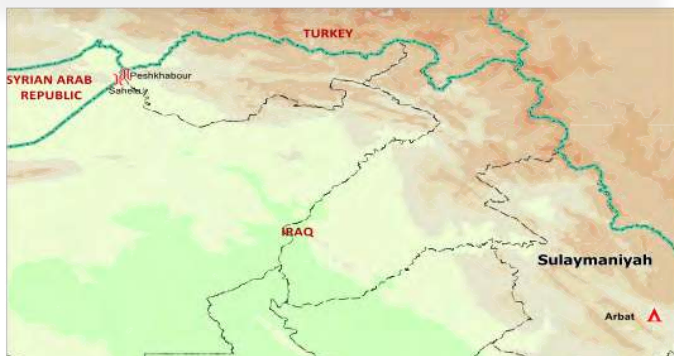 TURKEY
Peshkhabour
SYRIAN ARAB
REPUBLIC
Sahela
IRAQ
Sulaymaniyah
Arbat